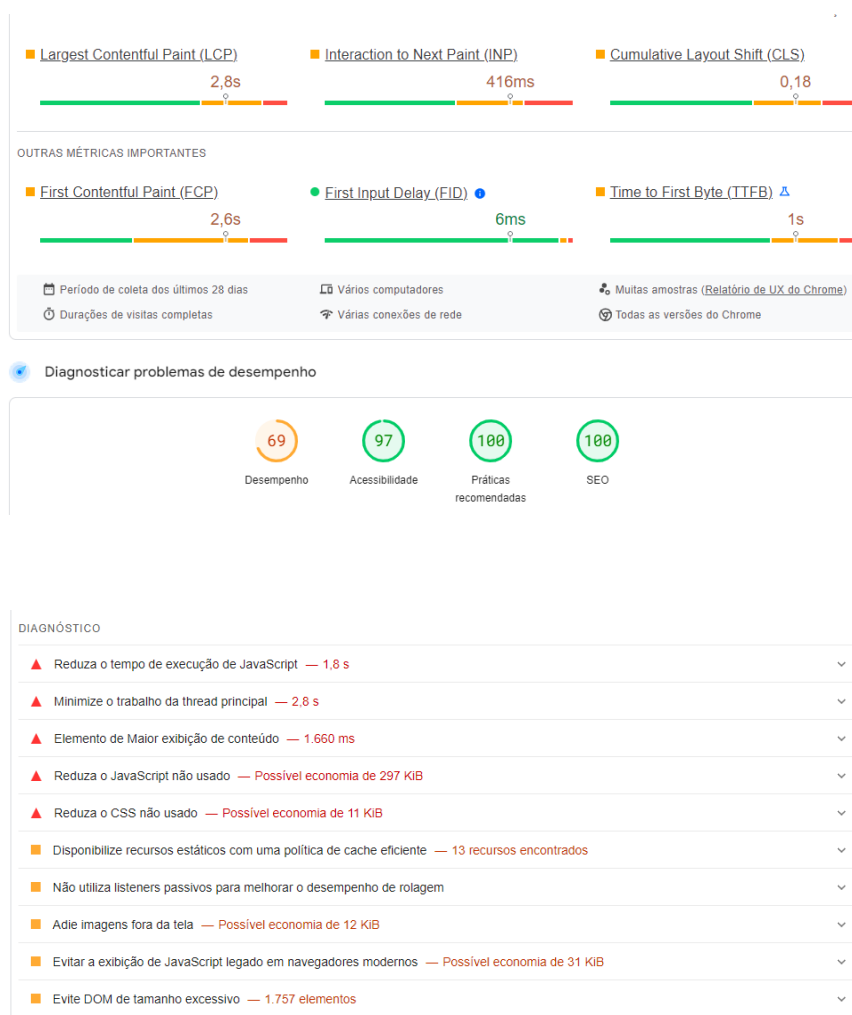 Largest Contentful Paint (LCP) Interaction to Next Paint (INP) Cumulative Layout Shift (CLS)
2,8s 416ms 0,18
OUTRAS MÉTRICAS IMPORTANTES
First Contentful Paint (FCP) First Input Delay (FID) Time to First Byte (TTFB)
2,6s 6ms 1s
Período de coleta dos últimos 28 dias Vários computadores Muitas amostras (Relatório de UX do Chrome)
Durações de visitas completas Várias conexões de rede Todas as versões do Chrome
Diagnosticar problemas de desempenho
69 97 100 100
Desempenho Acessibilidade Práticas SEO
recomendadas
DIAGNÓSTICO
Reduza o tempo de execução de JavaScript — 1,8 s
Minimize o trabalho da thread principal — 2,8 s
Elemento de Maior exibição de conteúdo — 1.660 ms
Reduza o JavaScript não usado — Possível economia de 297 KiB
Reduza o CSS não usado — Possível economia de 11 KiB
Disponibilize recursos estáticos com uma política de cache eficiente — 13 recursos encontrados
Não utiliza listeners passivos para melhorar o desempenho de rolagem
Adie imagens fora da tela — Possível economia de 12 KiB
Evitar a exibição de JavaScript legado em navegadores modernos — Possível economia de 31 KiB
Evite DOM de tamanho excessivo — 1.757 elementos